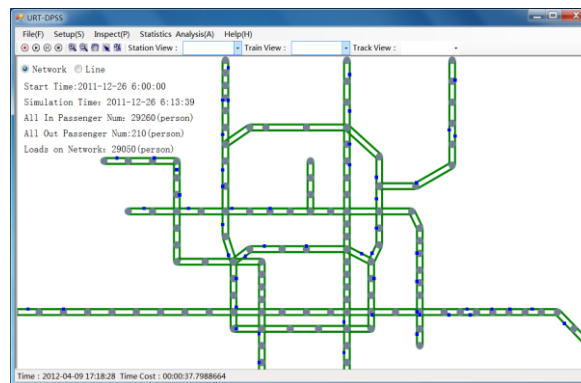 URT-DPSS
File(F) Setup(S) Inspect(P) Statistics Analysis(A) Help(H)
Station View : Train View : Track View :
Network Line
Start Time:2011-12-26 6:00:00
Simulation Time: 2011-12-26 6:13:39
All In Passenger Num: 29260(person)
All Out Passenger Num:210(person)
Loads on Network: 29050(person)
Time : 2012-04-09 17:18:28 Time Cost : 00:00:37.7988664